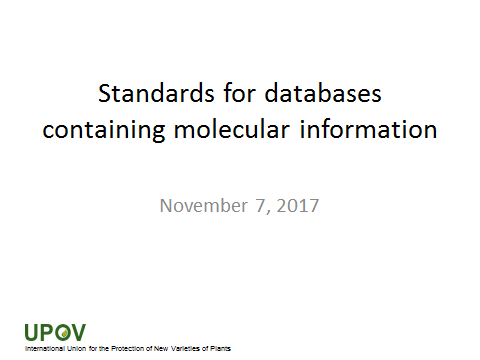 Standards for databases
containing molecular information
November 7, 2017
UPOV
International Union for the Protection of New Varieties of Plants